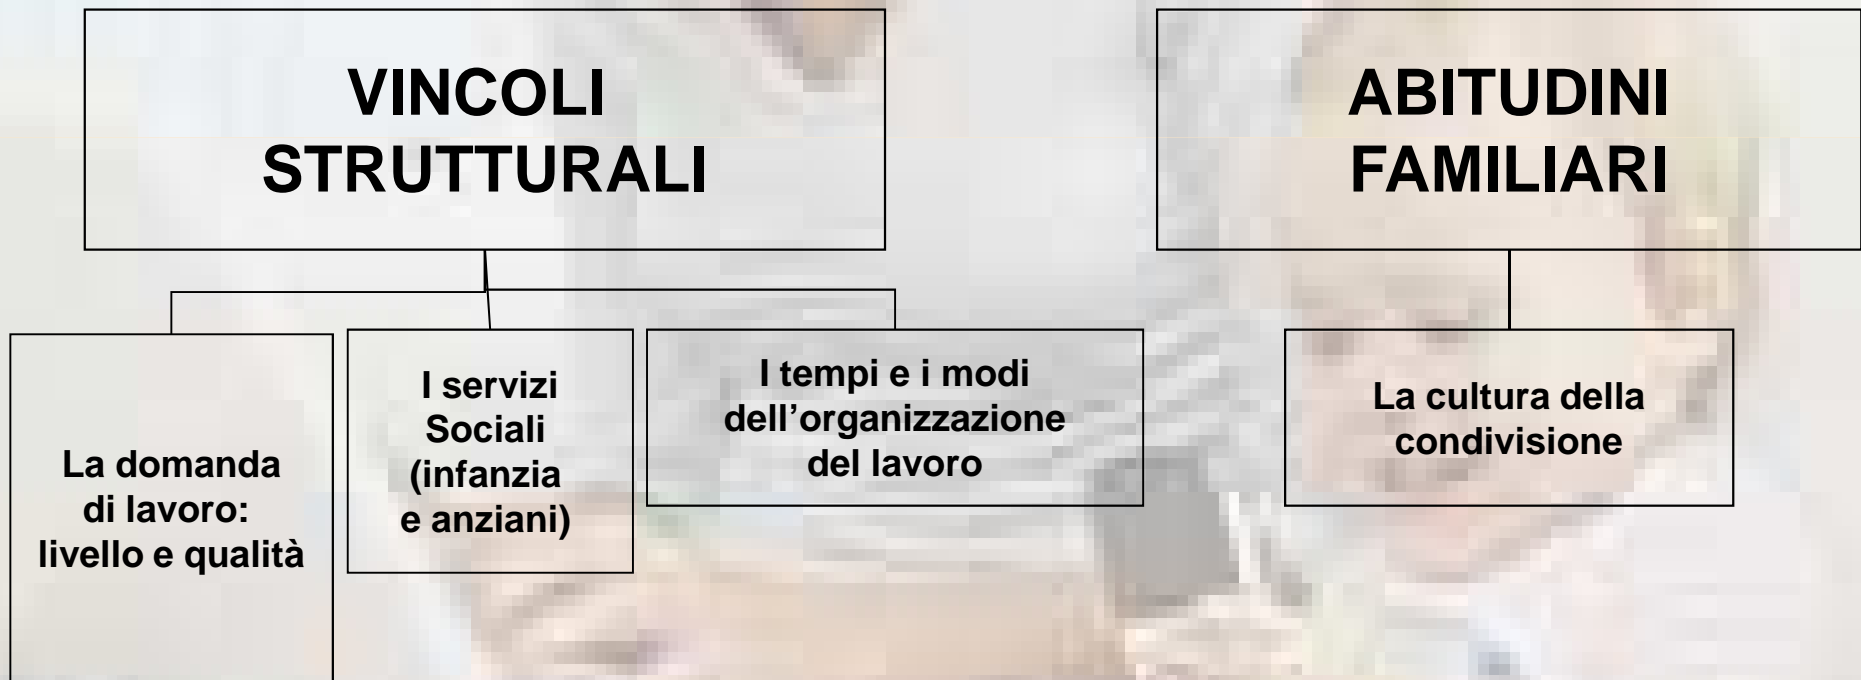 VINCOLI
STRUTTURALI
ABITUDINI
FAMILIARI
La domanda
di lavoro:
livello e qualità
I servizi
Sociali
(infanzia
e anziani)
I tempi e i modi
dell’organizzazione
del lavoro
La cultura della
condivisione